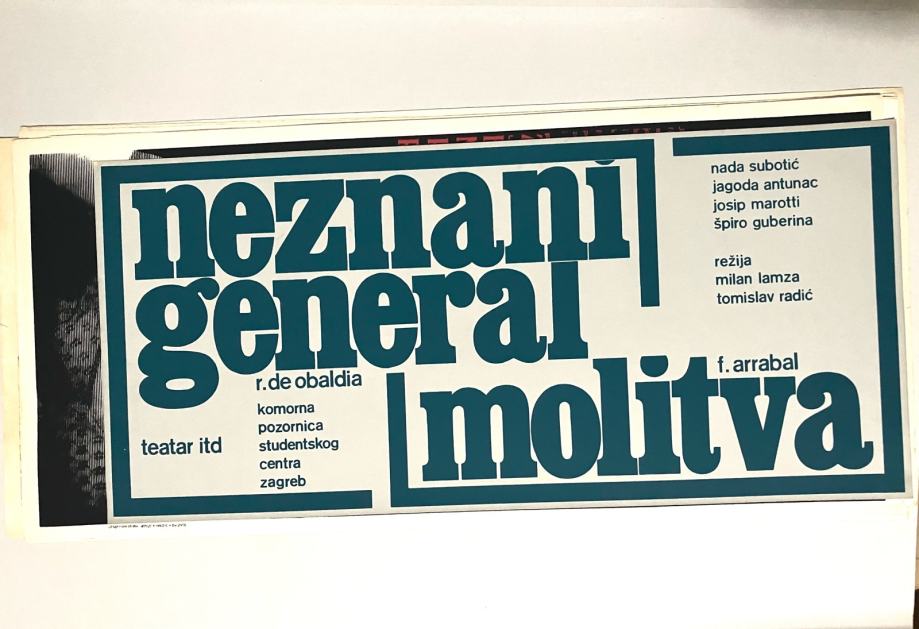 neznani
general
r. de obaldia
komorna
pozornica
studentskog
centra
zagreb
teatar itd
nada subotić
jagoda antunac
josip marotti
špiro guberina
režija
milan lamza
tomislav radić
f. arrabal
molitva